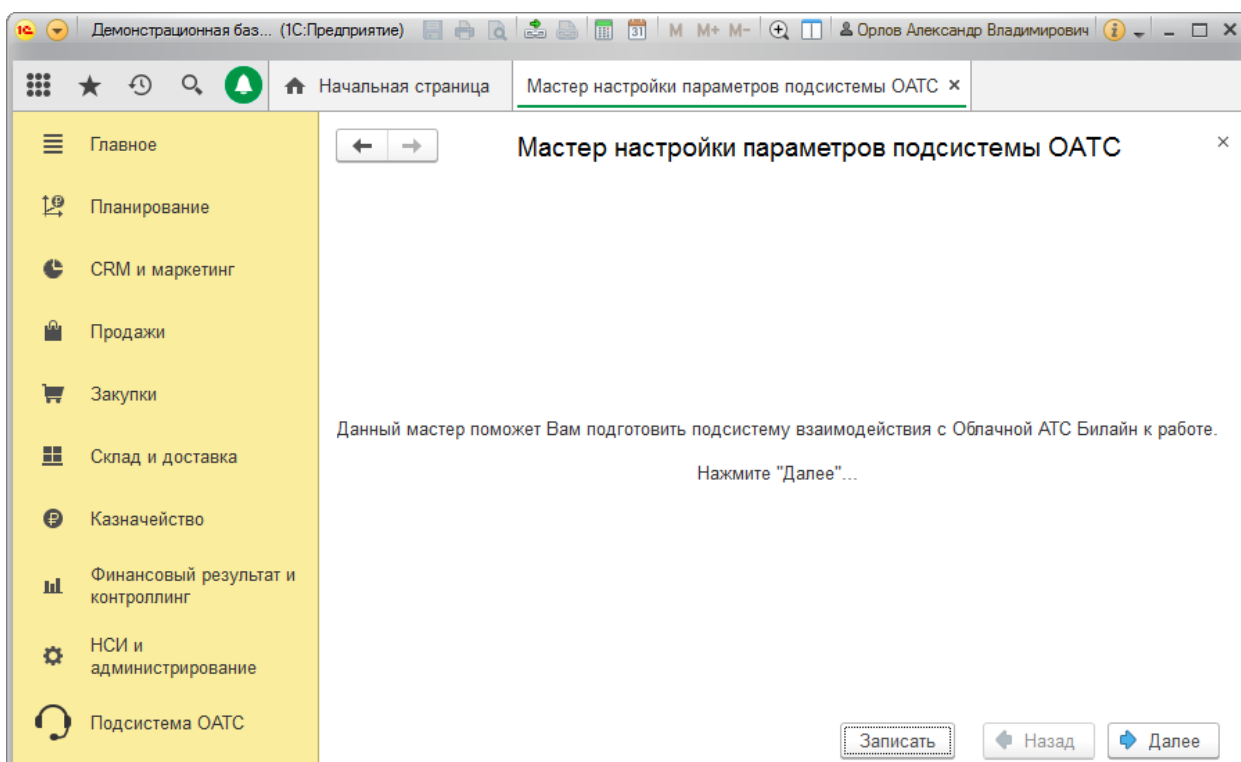 1С Демонстрационная баз... (1С:Предприятие) 31 M M+ M- Орлов Александр Владимирович
Начальная страница Мастер настройки параметров подсистемы ОАТС ×
Мастер настройки параметров подсистемы ОАТС
Главное
Планирование
CRM и маркетинг
Продажи
Закупки
Склад и доставка
Казначейство
Финансовый результат и
контроллинг
НСИ и
администрирование
Подсистема ОАТС
Данный мастер поможет Вам подготовить подсистему взаимодействия с Облачной АТС Билайн к работе.
Нажмите "Далее"...
Записать Назад Далее